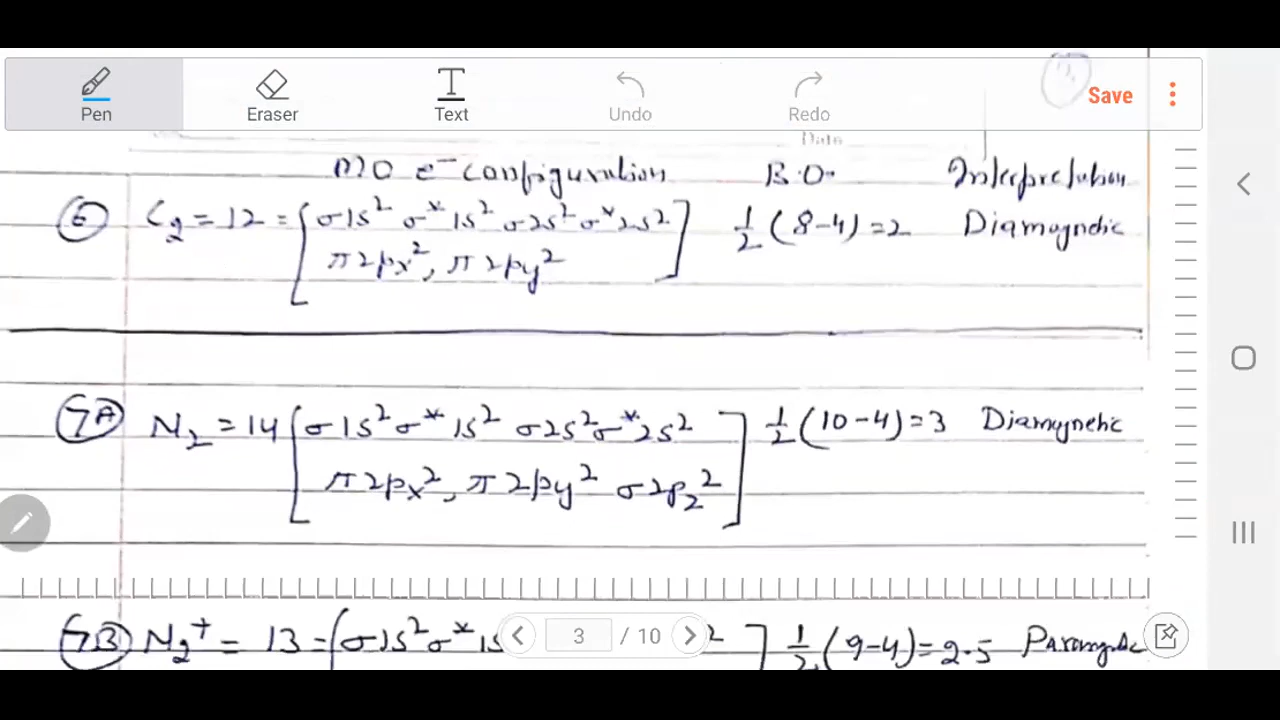 Pen Eraser Text Undo Redo Save
Date
MO e⁻ configuration B.O. Interpretation
⑥ C₂ = 12 = [σ1s² σ*1s² σ2s² σ*2s² ½ (8-4) = 2 Diamagnetic
π2px², π2py²]
7A N₂ = 14 [σ1s² σ*1s² σ2s² σ*2s² ½ (10-4) = 3 Diamagnetic
π2px², π2py² σ2pz²]
7B N₂⁺ = 13 = [σ1s² σ*1s 2] ½ (9-4) = 2.5 Paramagnetic
3 / 10